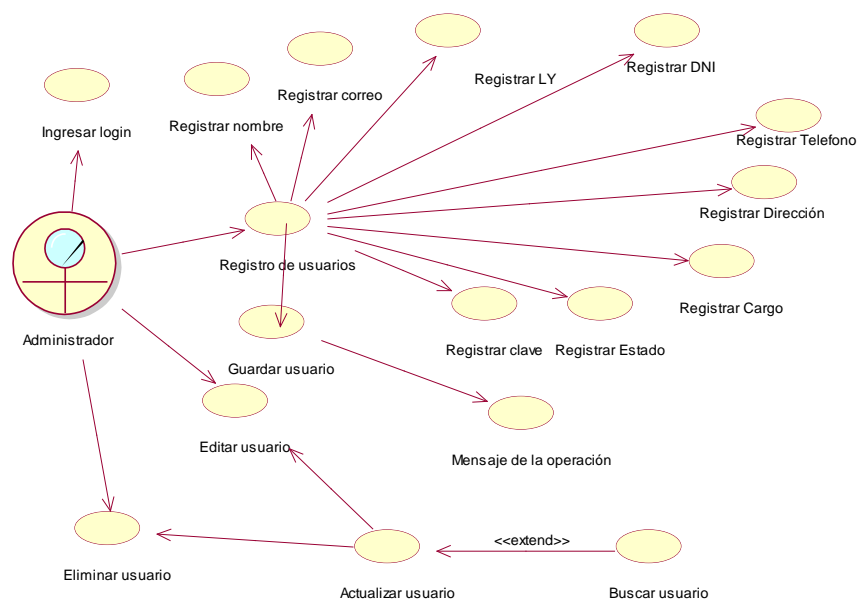 Registrar LY
Registrar DNI
Registrar correo
Ingresar login
Registrar nombre
Registrar Telefono
Registrar Dirección
Registro de usuarios
Registrar Cargo
Administrador
Registrar clave
Registrar Estado
Guardar usuario
Editar usuario
Mensaje de la operación
<<extend>>
Eliminar usuario
Actualizar usuario
Buscar usuario